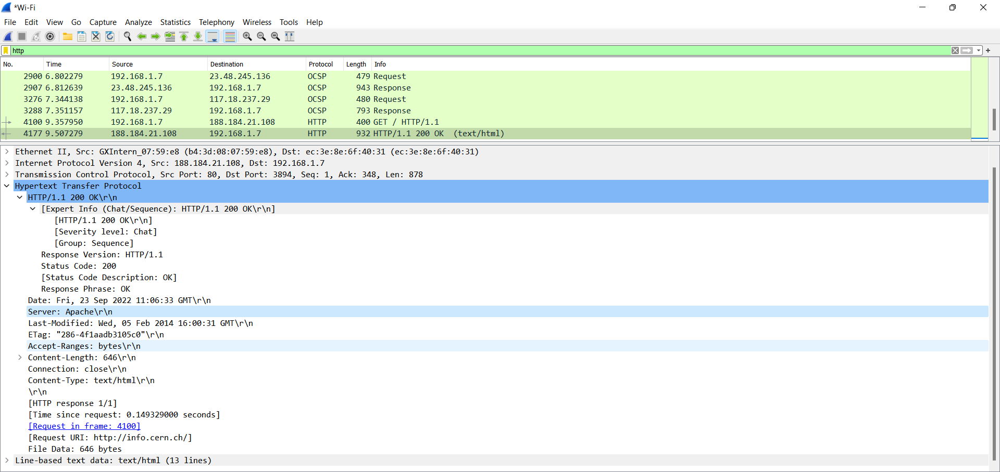 *Wi-Fi
File Edit View Go Capture Analyze Statistics Telephony Wireless Tools Help
http
No. Time Source Destination Protocol Length Info
2900 6.802279 192.168.1.7 23.48.245.136 OCSP 479 Request
2907 6.812639 23.48.245.136 192.168.1.7 OCSP 943 Response
3276 7.344138 192.168.1.7 117.18.237.29 OCSP 480 Request
3288 7.351157 117.18.237.29 192.168.1.7 OCSP 793 Response
4100 9.357950 192.168.1.7 188.184.21.108 HTTP 400 GET / HTTP/1.1
4177 9.507279 188.184.21.108 192.168.1.7 HTTP 932 HTTP/1.1 200 OK (text/html)
Ethernet II, Src: GXIntern_07:59:e8 (b4:3d:08:07:59:e8), Dst: ec:3e:8e:6f:40:31 (ec:3e:8e:6f:40:31)
Internet Protocol Version 4, Src: 188.184.21.108, Dst: 192.168.1.7
Transmission Control Protocol, Src Port: 80, Dst Port: 3894, Seq: 1, Ack: 348, Len: 878
Hypertext Transfer Protocol
HTTP/1.1 200 OK\r\n
[Expert Info (Chat/Sequence): HTTP/1.1 200 OK\r\n]
[HTTP/1.1 200 OK\r\n]
[Severity level: Chat]
[Group: Sequence]
Response Version: HTTP/1.1
Status Code: 200
[Status Code Description: OK]
Response Phrase: OK
Date: Fri, 23 Sep 2022 11:06:33 GMT\r\n
Server: Apache\r\n
Last-Modified: Wed, 05 Feb 2014 16:00:31 GMT\r\n
ETag: "286-4f1aadb3105c0"\r\n
Accept-Ranges: bytes\r\n
Content-Length: 646\r\n
Connection: close\r\n
Content-Type: text/html\r\n
\r\n
[HTTP response 1/1]
[Time since request: 0.149329000 seconds]
[Request in frame: 4100]
[Request URI: http://info.cern.ch/]
File Data: 646 bytes
Line-based text data: text/html (13 lines)